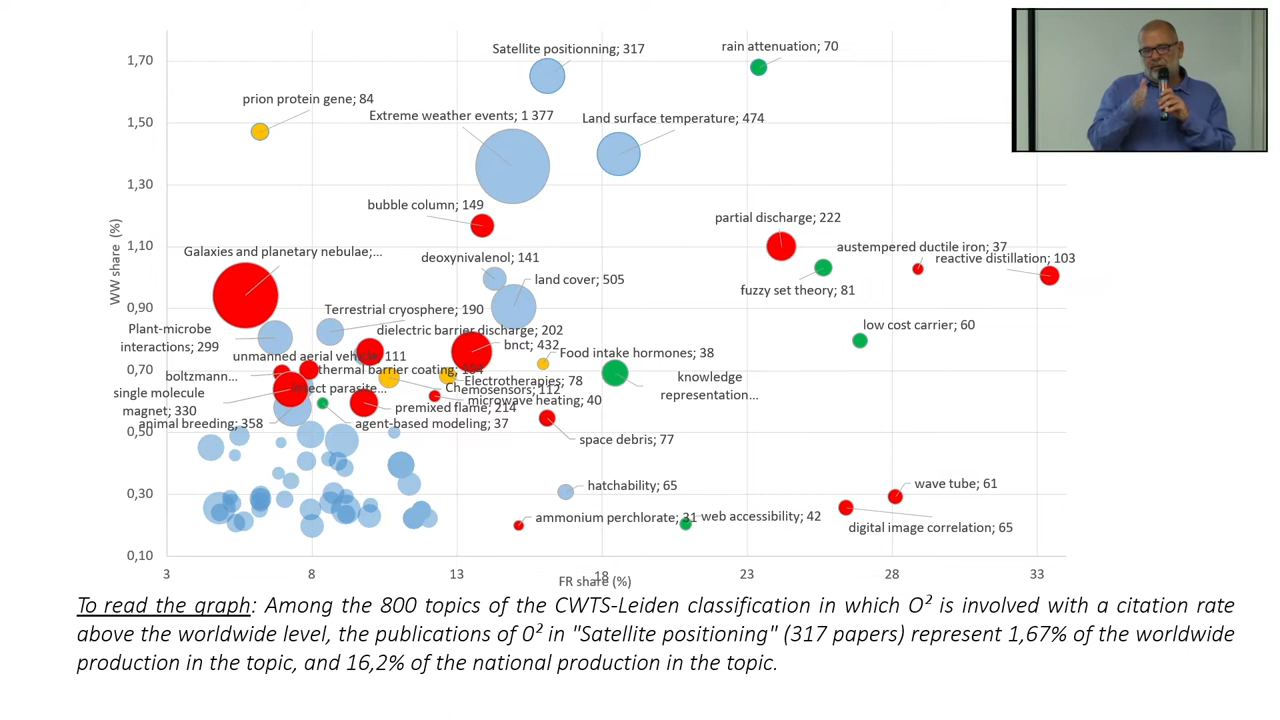 Satellite positionning; 317
rain attenuation; 70
1,70
prion protein gene; 84
Extreme weather events; 1 377
Land surface temperature; 474
1,50
1,30
bubble column; 149
partial discharge; 222
1,10
austempered ductile iron; 37
Galaxies and planetary nebulae;...
deoxynivalenol; 141
reactive distillation; 103
WW share (%)
land cover; 505
fuzzy set theory; 81
0,90
Terrestrial cryosphere; 190
Plant-microbe
interactions; 299
dielectric barrier discharge; 202
low cost carrier; 60
bnct; 432
Food intake hormones; 38
unmanned aerial vehicle; 111
0,70
thermal barrier coating;
boltzmann...
Electrotherapies; 78
knowledge
representation...
insect parasite...
Chemosensors; 112
single molecule
magnet; 330
microwave heating; 40
premixed flame; 214
animal breeding; 358
agent-based modeling; 37
0,50
space debris; 77
hatchability; 65
wave tube; 61
0,30
ammonium perchlorate; 31
web accessibility; 42
digital image correlation; 65
0,10
3
8
13
18
23
28
33
FR share (%)
To read the graph: Among the 800 topics of the CWTS-Leiden classification in which O² is involved with a citation rate
above the worldwide level, the publications of 0² in "Satellite positioning" (317 papers) represent 1,67% of the worldwide
production in the topic, and 16,2% of the national production in the topic.